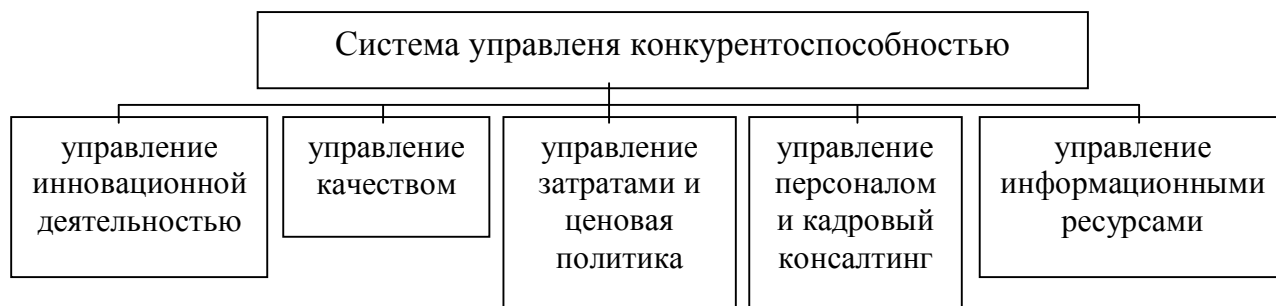 Система управленя конкурентоспособностью
управление
инновационной
деятельностью
управление
качеством
управление
затратами и
ценовая
политика
управление
персоналом
и кадровый
консалтинг
управление
информационными
ресурсами